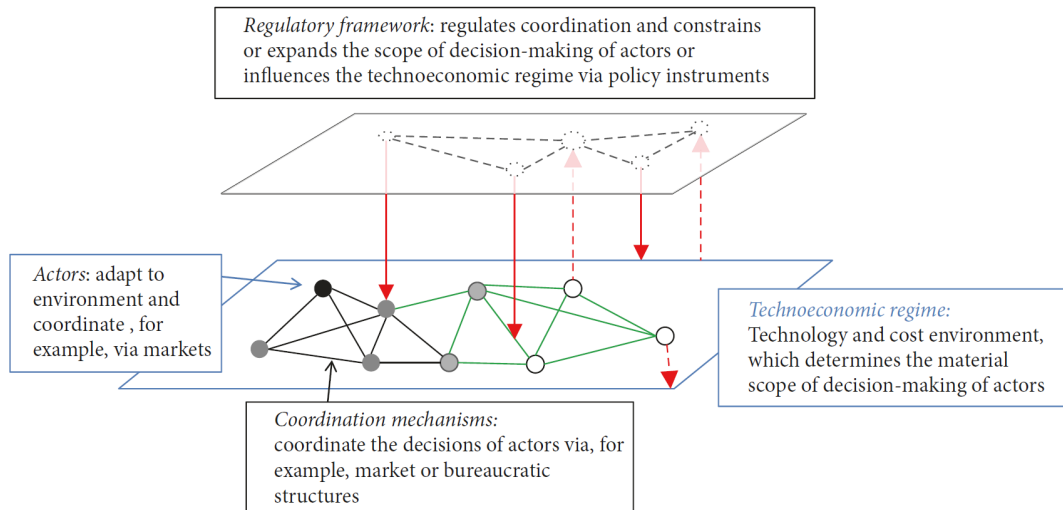 Regulatory framework: regulates coordination and constrains
or expands the scope of decision-making of actors or
influences the technoeconomic regime via policy instruments
Actors: adapt to
environment and
coordinate , for
example, via markets
Technoeconomic regime:
Technology and cost environment,
which determines the material
scope of decision-making of actors
Coordination mechanisms:
coordinate the decisions of actors via, for
example, market or bureaucratic
structures